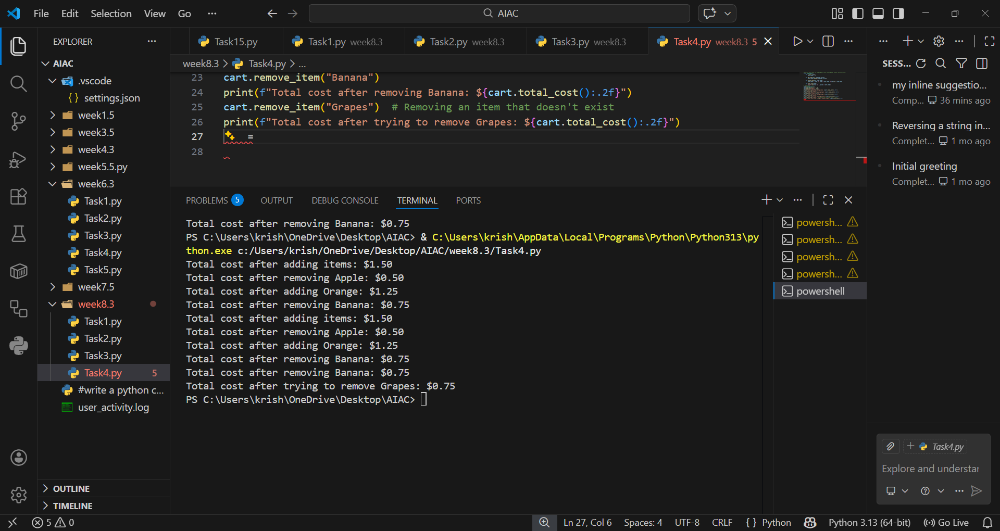 File Edit Selection View Go ···
AIAC
EXPLORER ···
AIAC
.vscode
{ } settings.json
week1.5
week3.5
week4.3
week5.5.py
week6.3
Task1.py
Task2.py
Task3.py
Task4.py
Task5.py
week7.5
week8.3
Task1.py
Task2.py
Task3.py
Task4.py 5
#write a python c...
user_activity.log
OUTLINE
TIMELINE
Task15.py Task1.py week8.3 Task2.py week8.3 Task3.py week8.3 Task4.py week8.3 5
week8.3 > Task4.py > ...
23 cart.remove_item("Banana")
24 print(f"Total cost after removing Banana: ${cart.total_cost():.2f}")
25 cart.remove_item("Grapes")  # Removing an item that doesn't exist
26 print(f"Total cost after trying to remove Grapes: ${cart.total_cost():.2f}")
27 =
28
PROBLEMS 5 OUTPUT DEBUG CONSOLE TERMINAL PORTS
Total cost after removing Banana: $0.75
PS C:\Users\krish\OneDrive\Desktop\AIAC> & C:\Users\krish\AppData\Local\Programs\Python\Python313\py
thon.exe c:/Users/krish/OneDrive/Desktop/AIAC/week8.3/Task4.py
Total cost after adding items: $1.50
Total cost after removing Apple: $0.50
Total cost after adding Orange: $1.25
Total cost after removing Banana: $0.75
Total cost after adding items: $1.50
Total cost after removing Apple: $0.50
Total cost after adding Orange: $1.25
Total cost after removing Banana: $0.75
Total cost after removing Banana: $0.75
Total cost after trying to remove Grapes: $0.75
PS C:\Users\krish\OneDrive\Desktop\AIAC>
powersh...
powersh...
powersh...
powersh...
powershell
SESS...
my inline suggestio...
Comp... 36 mins ago
Reversing a string in...
Complet... 1 mo ago
Initial greeting
Complet... 1 mo ago
+ Task4.py
Explore and understar
5 0
Ln 27, Col 6 Spaces: 4 UTF-8 CRLF { } Python Python 3.13 (64-bit) Go Live